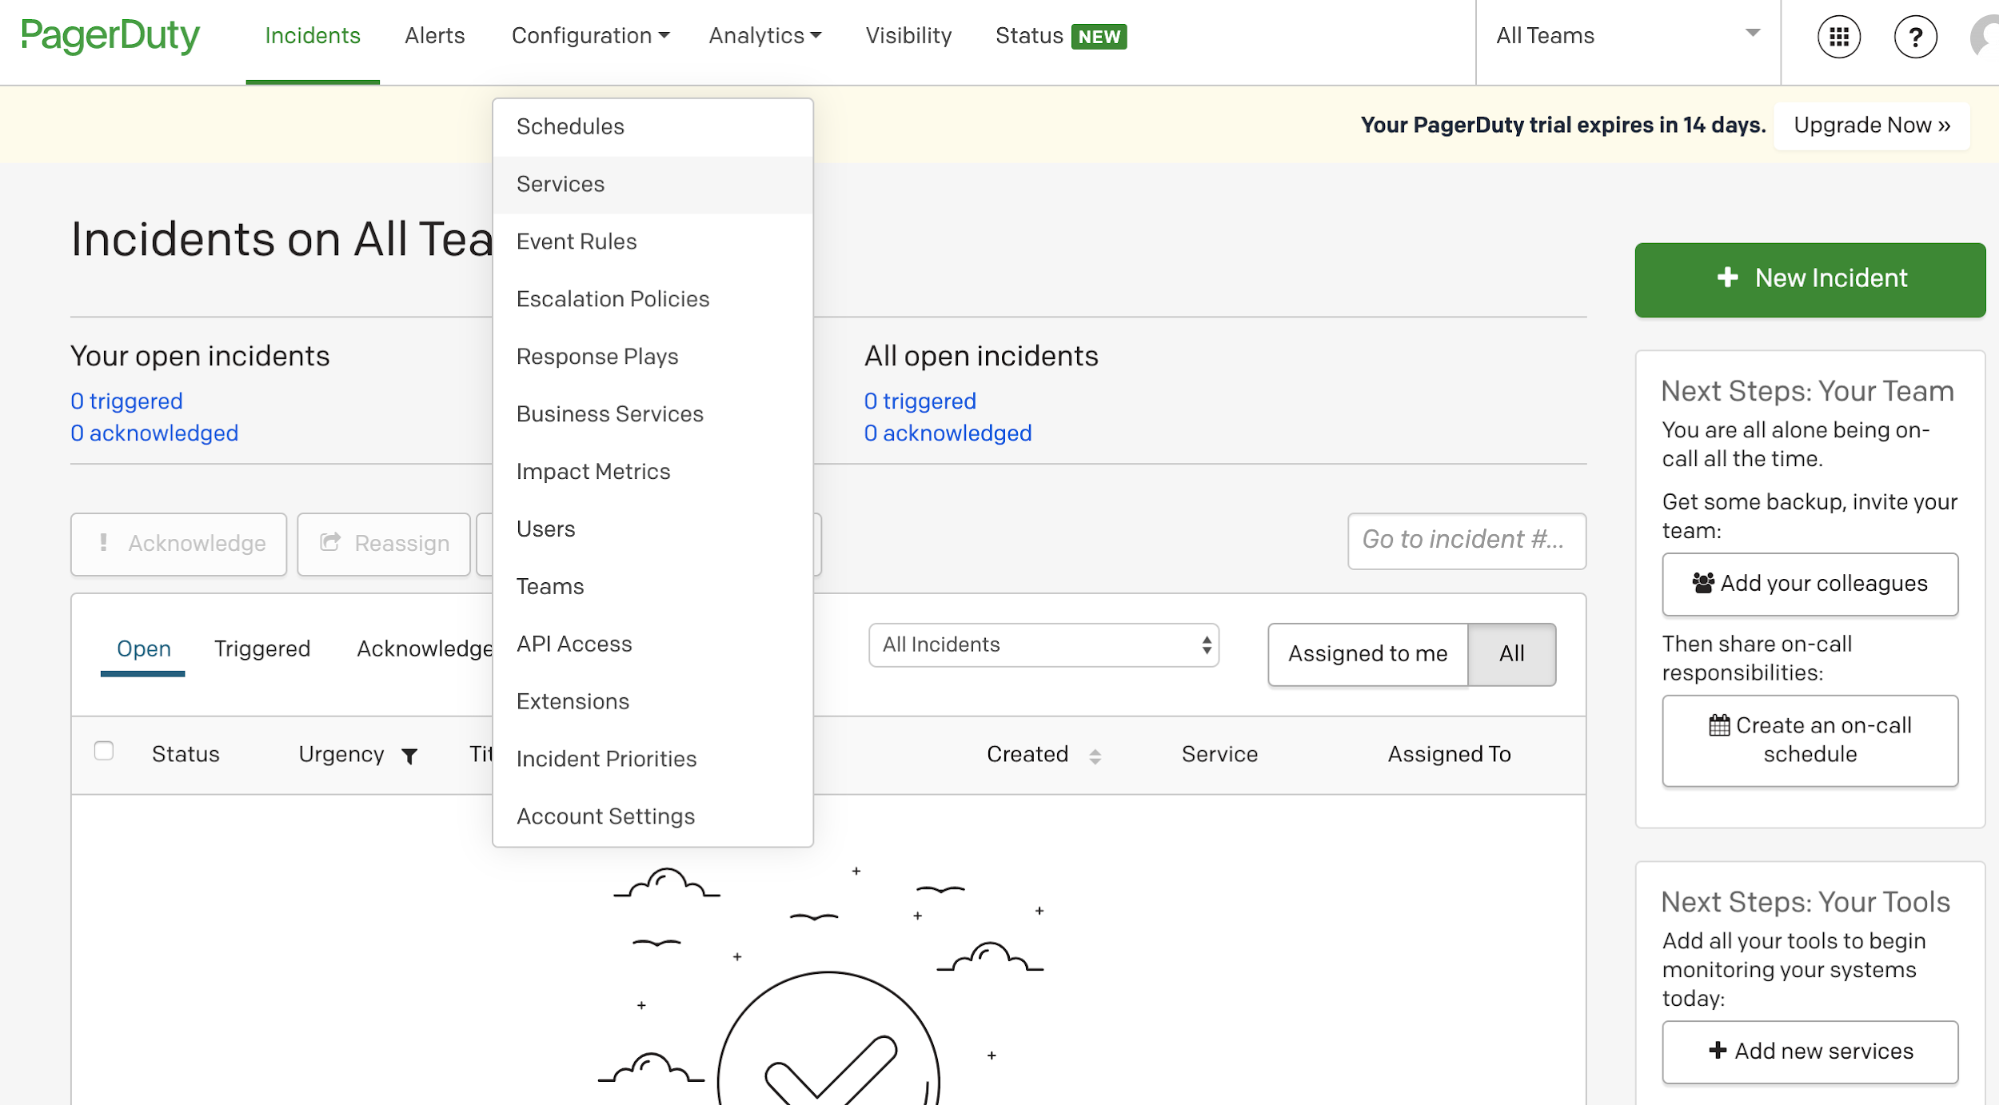 PagerDuty
Incidents
Alerts
Configuration
Analytics
Visibility
Status NEW
All Teams
?
Your PagerDuty trial expires in 14 days.
Upgrade Now »
Schedules
Services
Event Rules
Escalation Policies
Response Plays
Business Services
Impact Metrics
Users
Teams
API Access
Extensions
Incident Priorities
Account Settings
Incidents on All Tea
Your open incidents
0 triggered
0 acknowledged
All open incidents
0 triggered
0 acknowledged
! Acknowledge
Reassign
Go to incident #...
Open
Triggered
Acknowledge
All Incidents
Assigned to me
All
Status
Urgency
Tit
Created
Service
Assigned To
+ New Incident
Next Steps: Your Team
You are all alone being on-
call all the time.
Get some backup, invite your
team:
Add your colleagues
Then share on-call
responsibilities:
Create an on-call
schedule
Next Steps: Your Tools
Add all your tools to begin
monitoring your systems
today:
+ Add new services